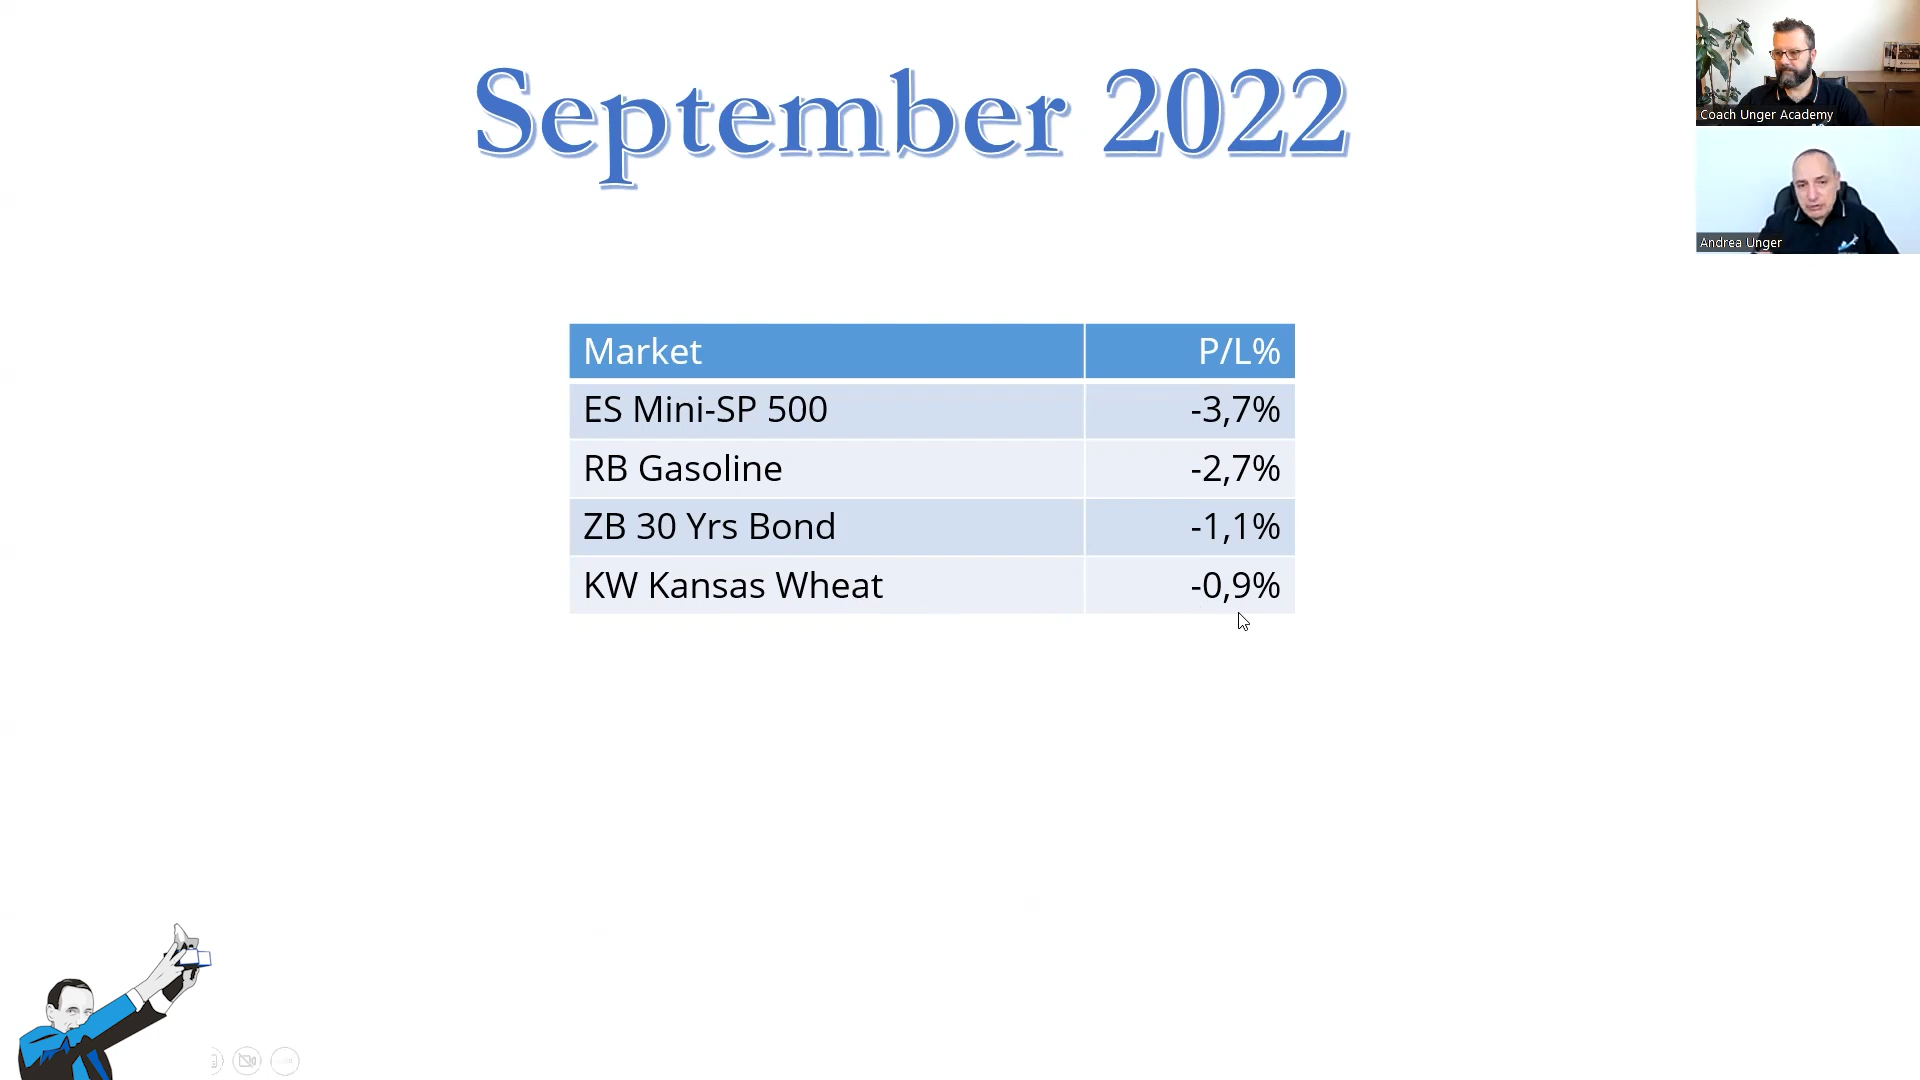 September 2022
Coach Unger Academy
Andrea Unger
Market P/L%
ES Mini-SP 500 -3,7%
RB Gasoline -2,7%
ZB 30 Yrs Bond -1,1%
KW Kansas Wheat -0,9%